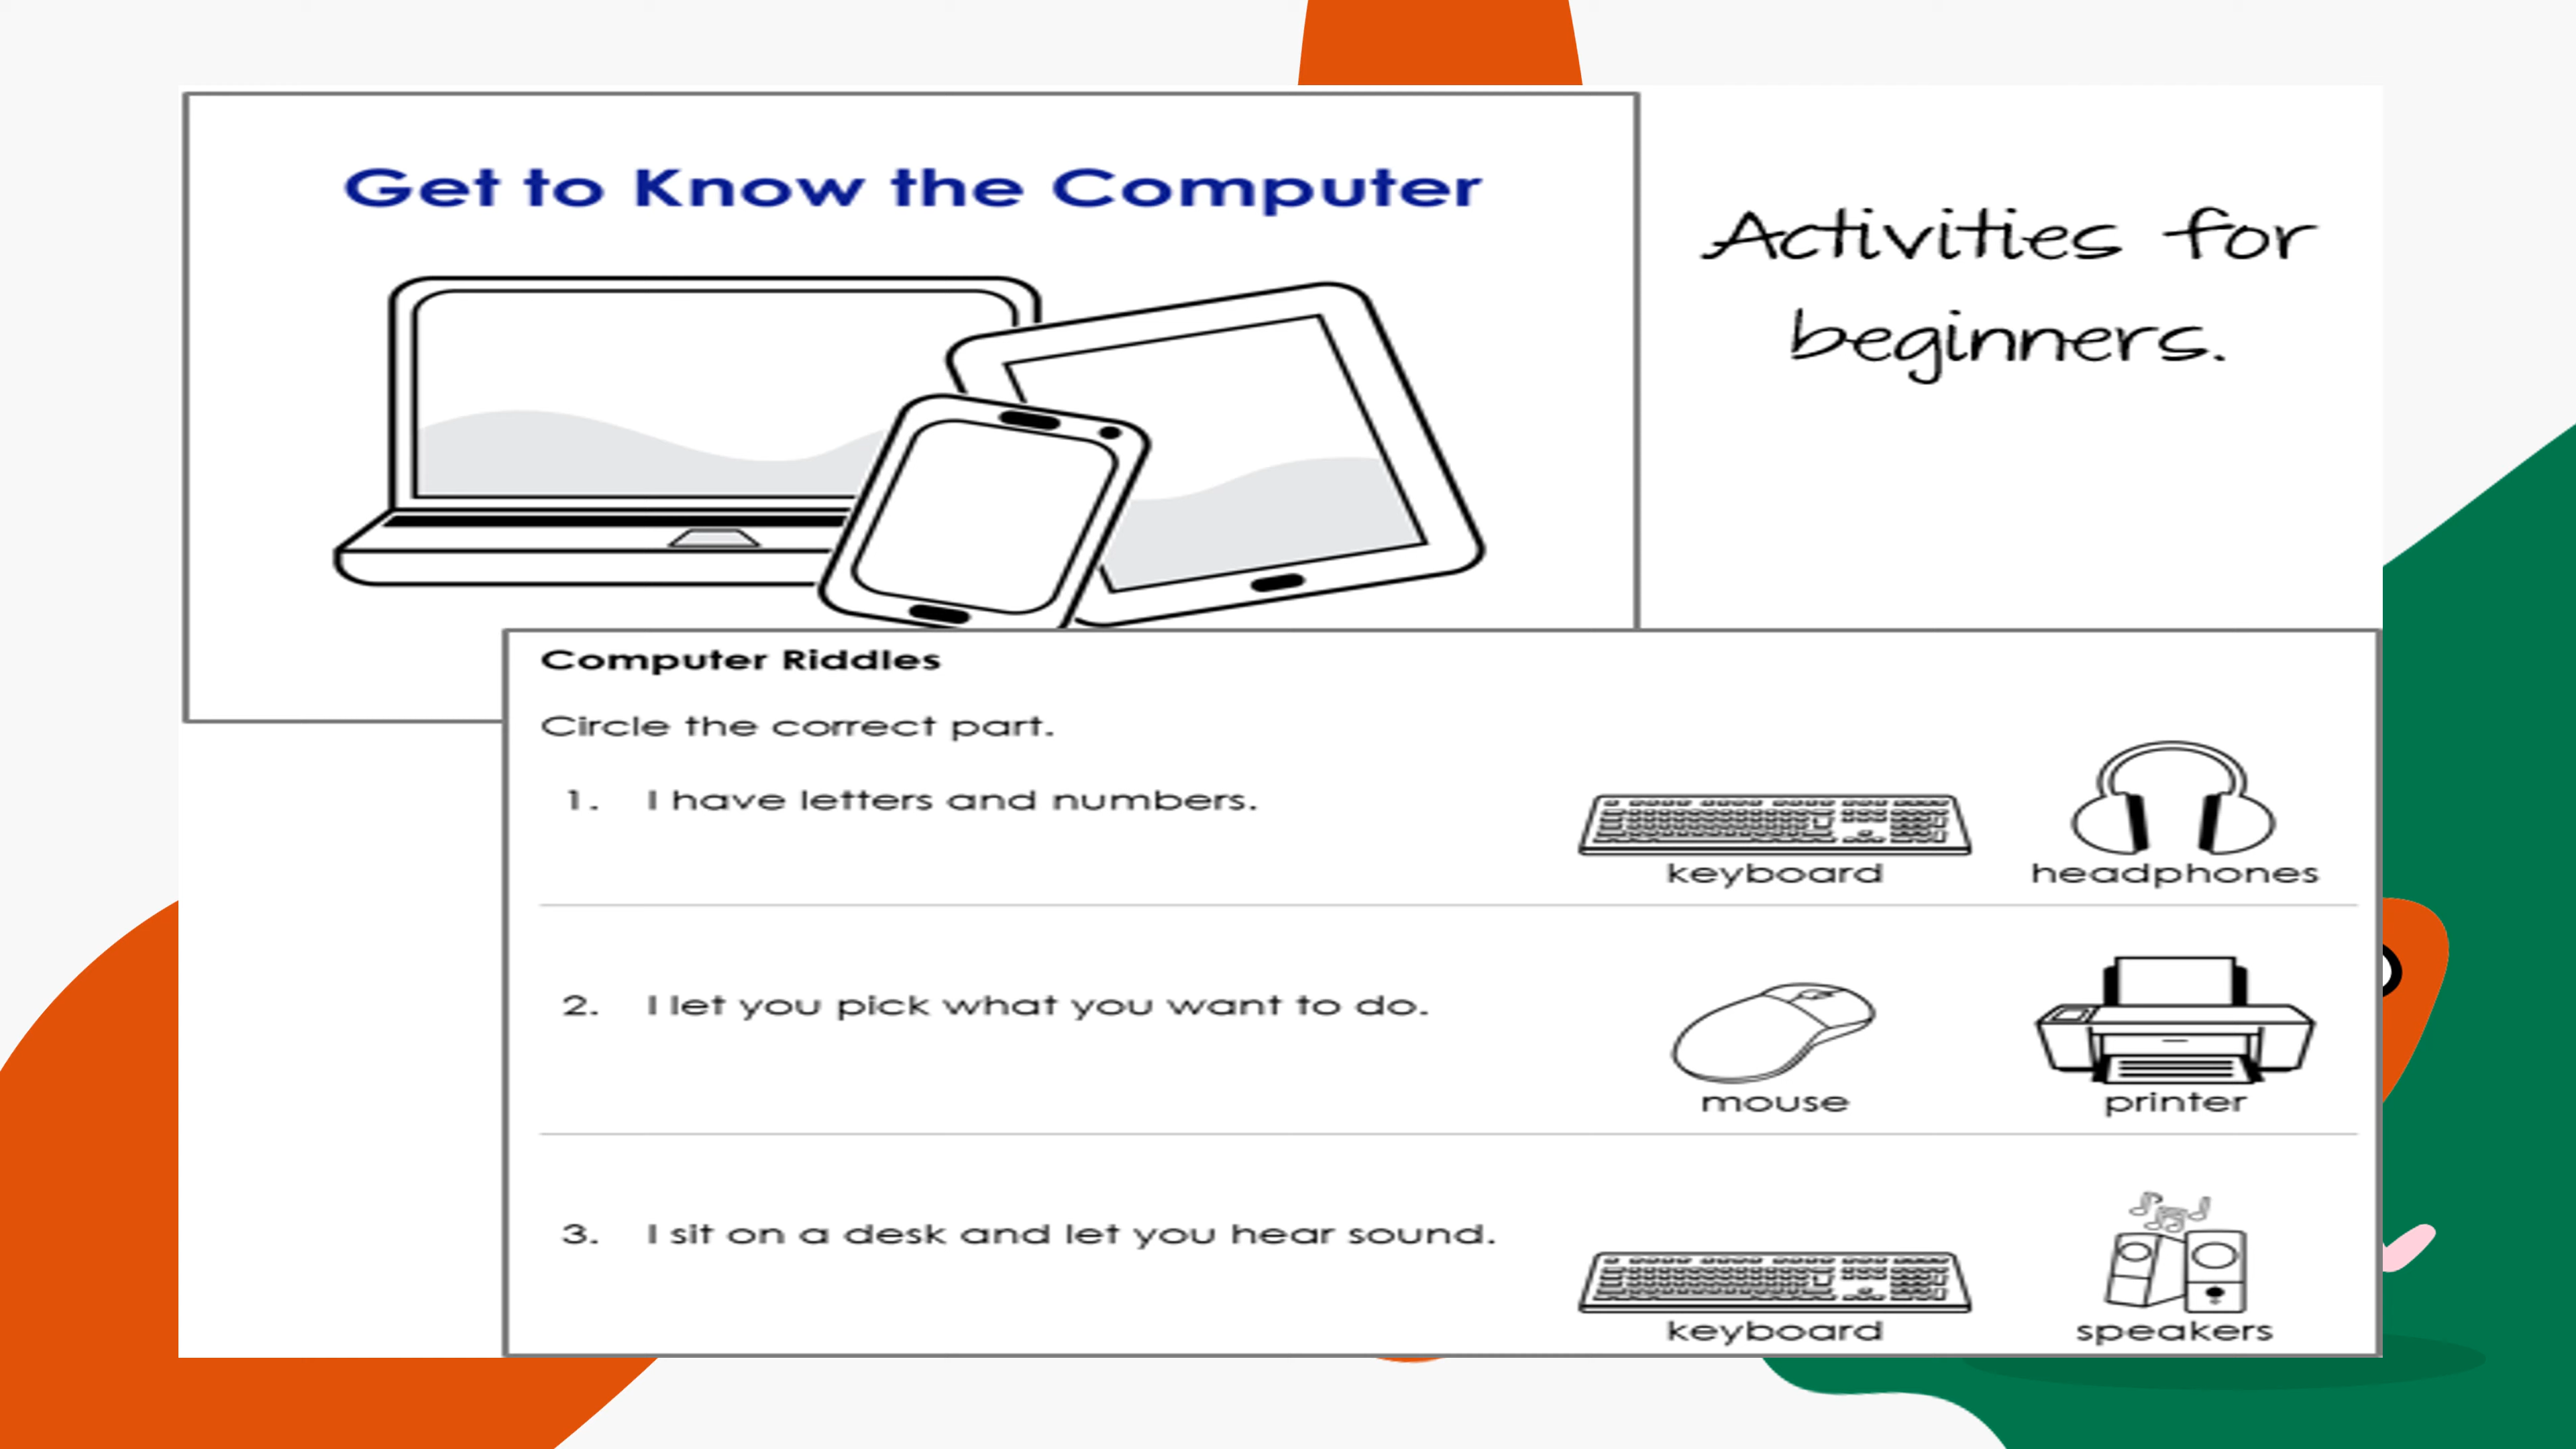 Get to Know the Computer
Activities for
beginners.
Computer Riddles
Circle the correct part.
1. I have letters and numbers.
keyboard headphones
2. I let you pick what you want to do.
mouse printer
3. I sit on a desk and let you hear sound.
keyboard speakers